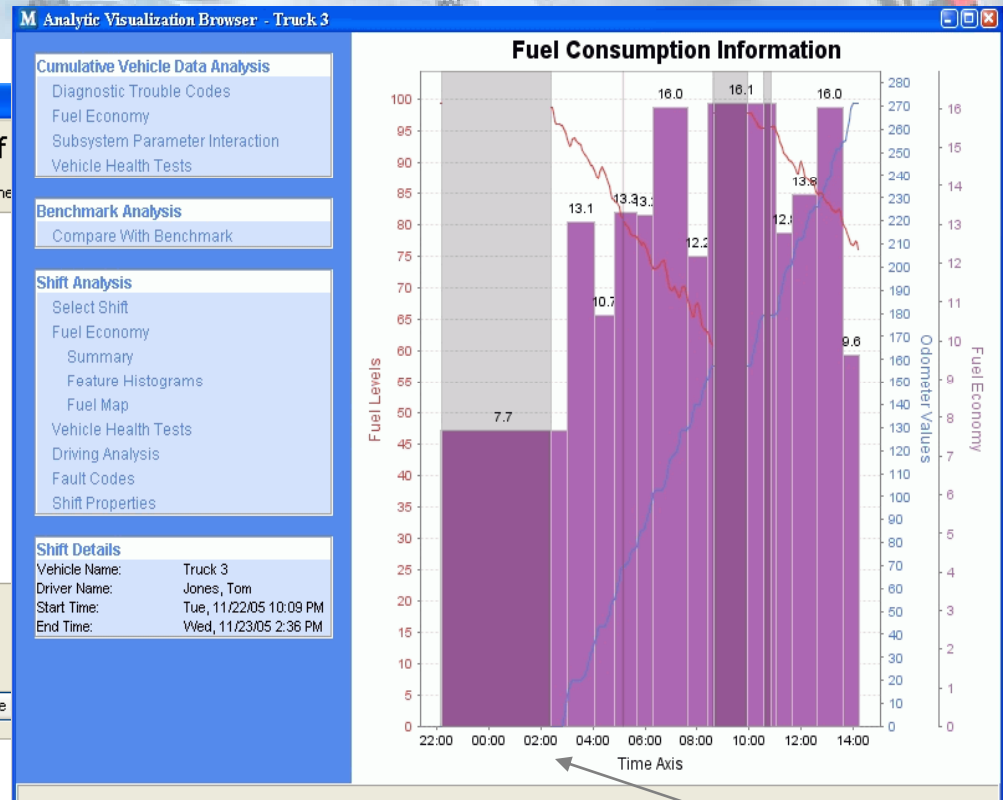 M Analytic Visualization Browser - Truck 3
Cumulative Vehicle Data Analysis
Diagnostic Trouble Codes
Fuel Economy
Subsystem Parameter Interaction
Vehicle Health Tests
Benchmark Analysis
Compare With Benchmark
Shift Analysis
Select Shift
Fuel Economy
Summary
Feature Histograms
Fuel Map
Vehicle Health Tests
Driving Analysis
Fault Codes
Shift Properties
Shift Details
Vehicle Name: Truck 3
Driver Name: Jones, Tom
Start Time: Tue, 11/22/05 10:09 PM
End Time: Wed, 11/23/05 2:36 PM
Fuel Consumption Information
Fuel Levels
100
95
90
85
80
75
70
65
60
55
50
45
40
35
30
25
20
15
10
5
0
7.7
13.1
10.7
13.3
13.
16.0
12.2
16.1
12.
13.8
16.0
9.6
280
270
260
250
240
230
220
210
200
190
180
170
160
150
140
130
120
110
100
90
80
70
60
50
40
30
20
10
0
Odometer Values
16
15
14
13
12
11
10
9
8
7
6
5
4
3
2
1
0
Fuel Economy
22:00 00:00 02:00 04:00 06:00 08:00 10:00 12:00 14:00
Time Axis